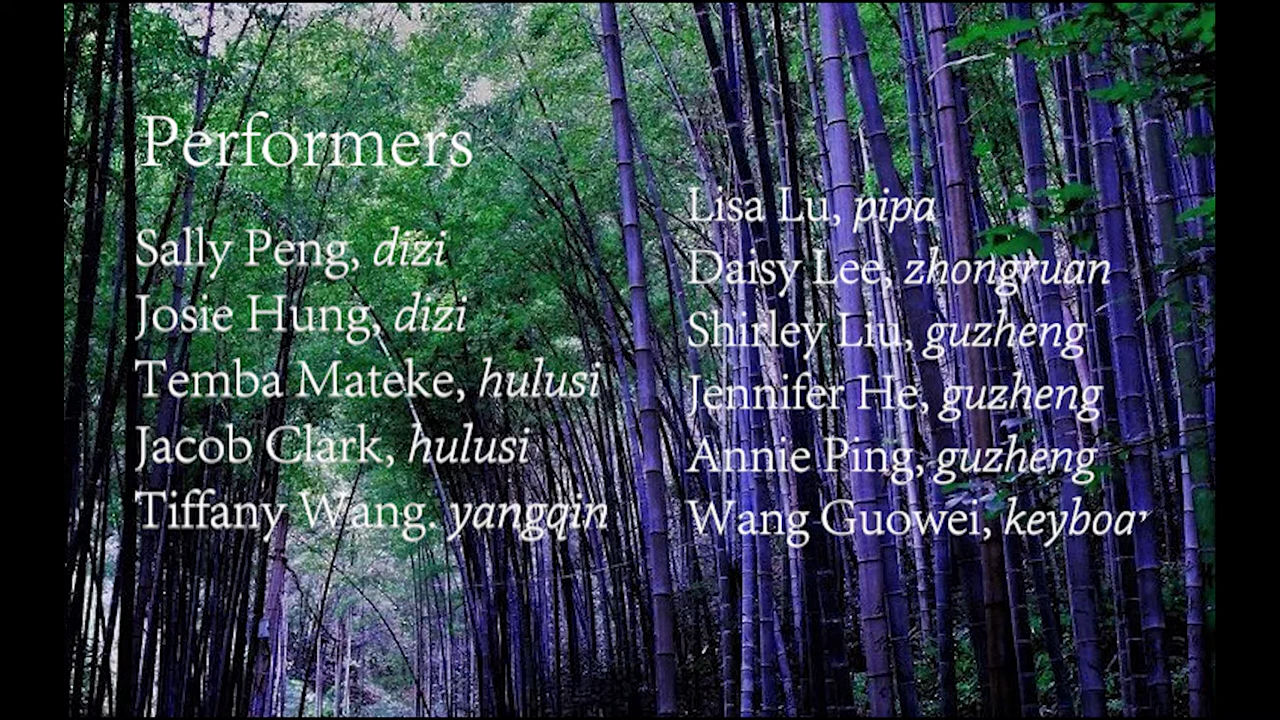 Performers
Sally Peng, dizi
Josie Hung, dizi
Temba Mateke, hulusi
Jacob Clark, hulusi
Tiffany Wang. yangqin
Lisa Lu, pipa
Daisy Lee, zhongruan
Shirley Liu, guzheng
Jennifer He, guzheng
Annie Ping, guzheng
Wang Guowei,